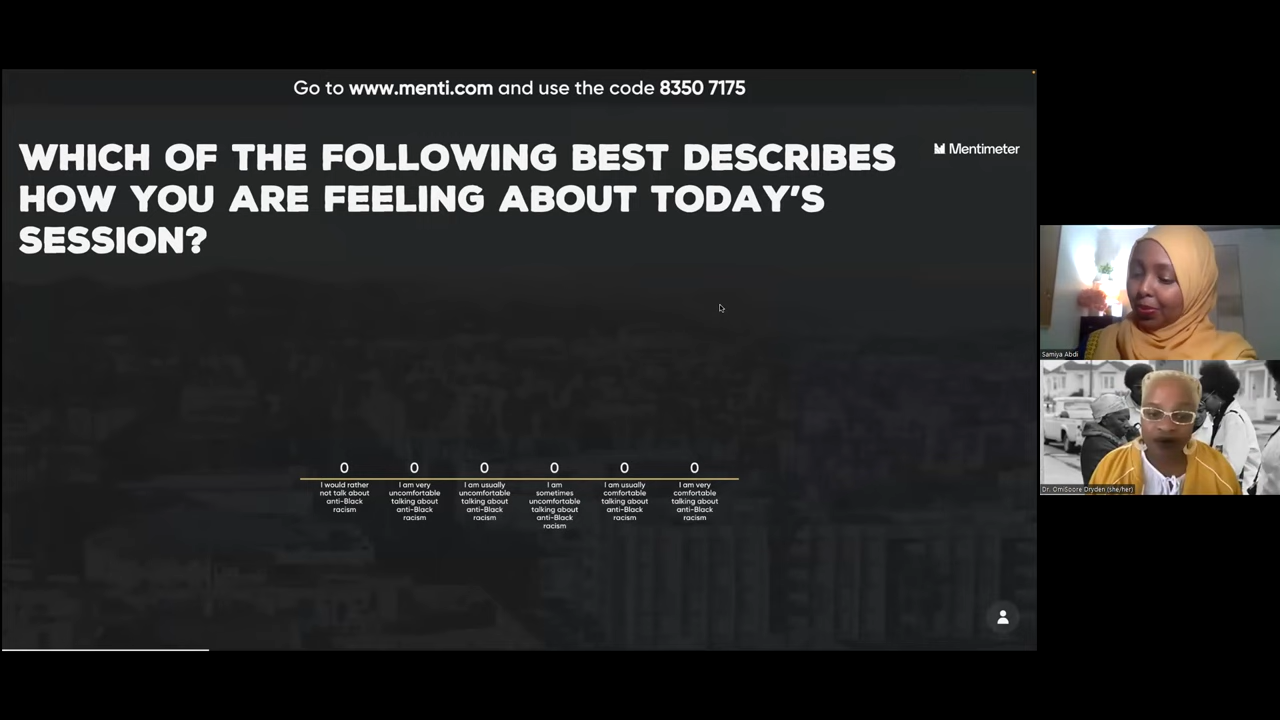 Go to www.menti.com and use the code 8350 7175
WHICH OF THE FOLLOWING BEST DESCRIBES
HOW YOU ARE FEELING ABOUT TODAY'S
SESSION?
Mentimeter
0
I would rather
not talk about
anti-Black
racism
0
I am very
uncomfortable
talking about
anti-Black
racism
0
I am usually
uncomfortable
talking about
anti-Black
racism
0
I am
sometimes
uncomfortable
talking about
anti-Black
racism
0
I am usually
comfortable
talking about
anti-Black
racism
0
I am very
comfortable
talking about
anti-Black
racism
Samiya Abdi
Dr. OmiSoore Dryden (she/her)